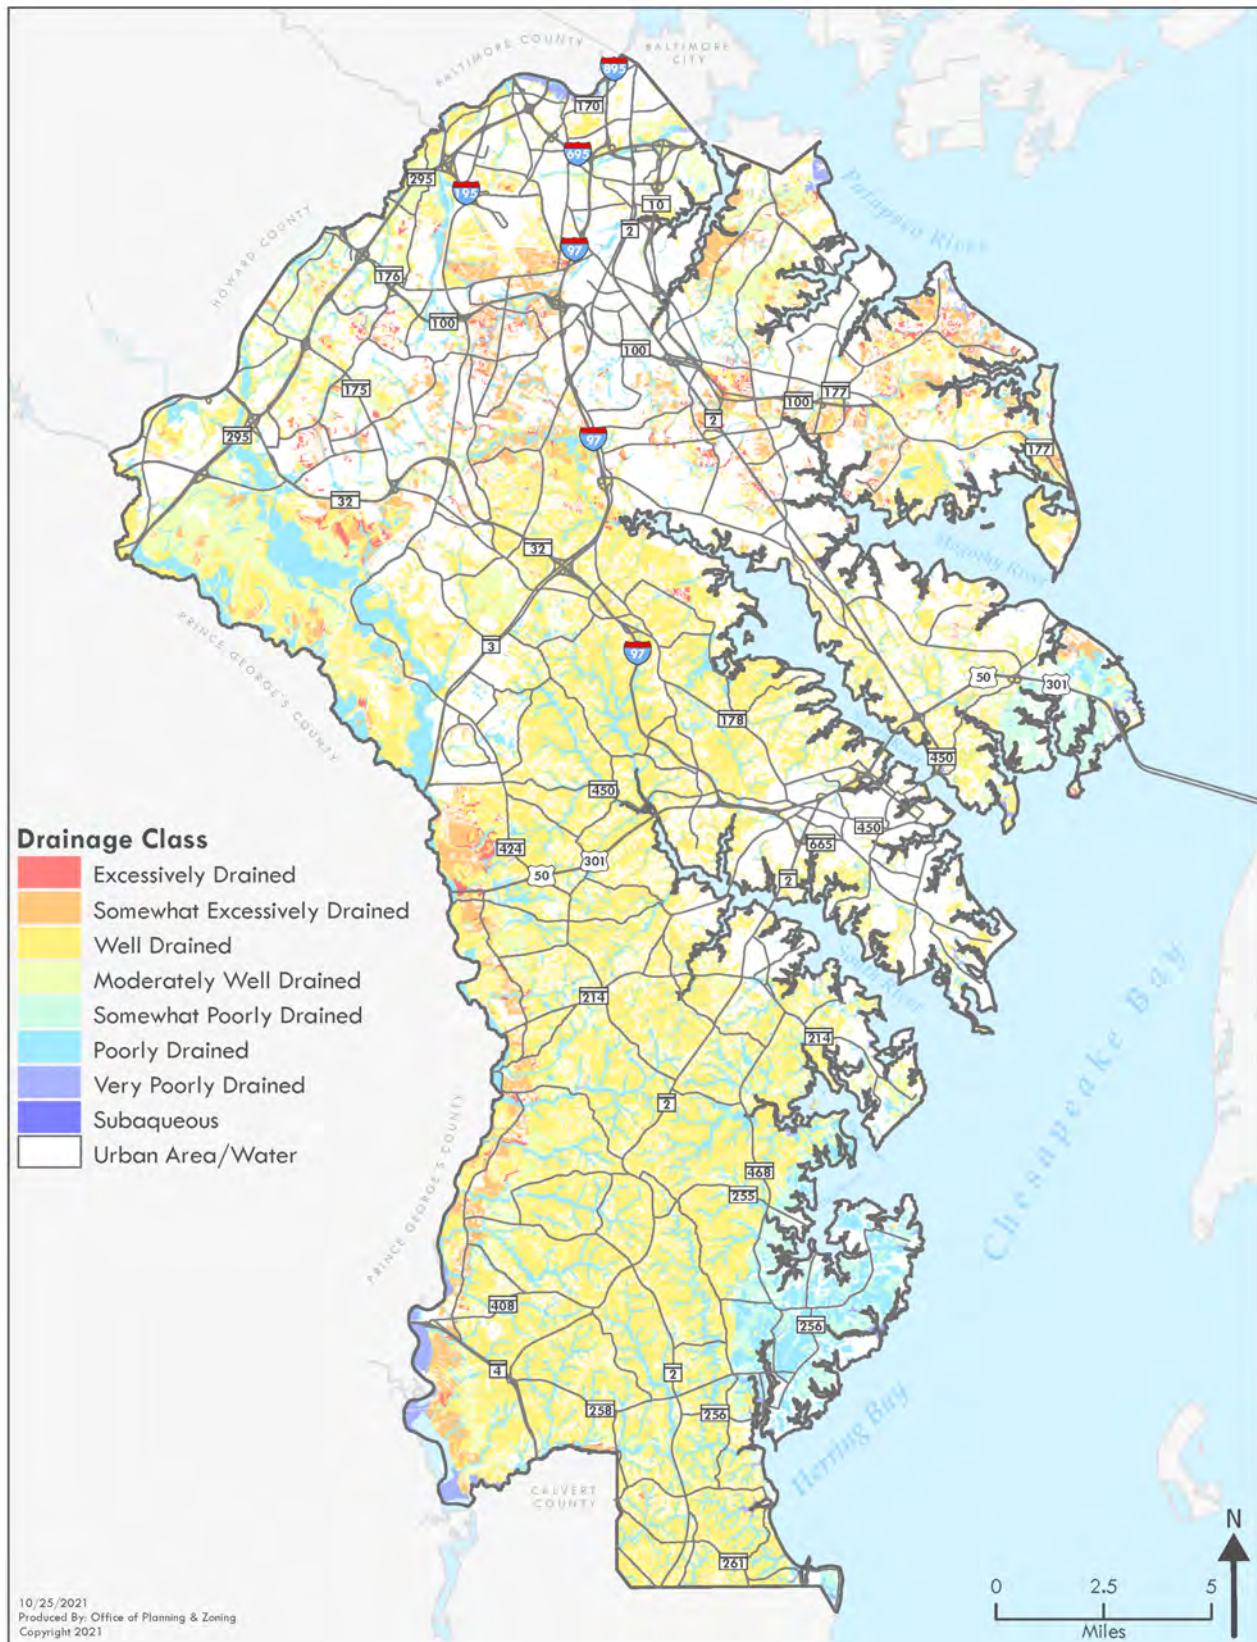 BALTIMORE COUNTY
BALTIMORE
CITY
895
170
695
295
195
10
2
Patapsco River
HOWARD COUNTY
97
176
100
100
175
177
100
2
295
97
177
32
32
Magothy River
PRINCE GEORGE'S COUNTY
3
97
50
301
178
450
450
450
665
424
301
50
2
South River
214
214
Chesapeake Bay
2
PRINCE GEORGE'S COUNTY
468
255
408
256
4
2
258
256
Herring Bay
CALVERT
COUNTY
261
Drainage Class
Excessively Drained
Somewhat Excessively Drained
Well Drained
Moderately Well Drained
Somewhat Poorly Drained
Poorly Drained
Very Poorly Drained
Subaqueous
Urban Area/Water
N
0 2.5 5
Miles
10/25/2021
Produced By: Office of Planning & Zoning
Copyright 2021